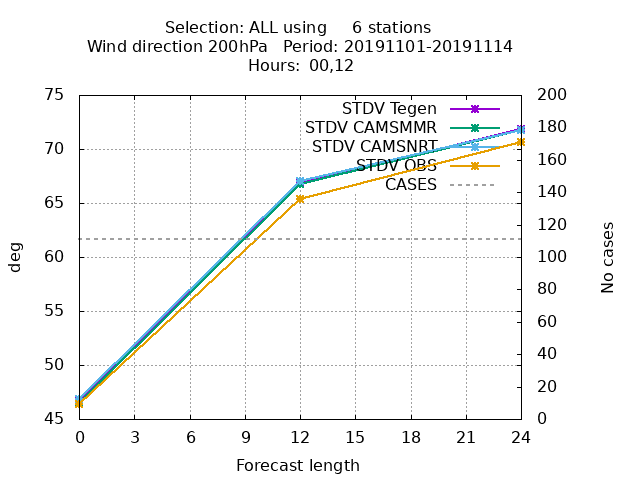 Selection: ALL using     6 stations
Wind direction 200hPa   Period: 20191101-20191114
Hours: 00,12
STDV Tegen
STDV CAMSMMR
STDV CAMSNRT
STDV OBS
CASES
75
70
65
60
55
50
45
deg
200
180
160
140
120
100
80
60
40
20
0
No cases
0 3 6 9 12 15 18 21 24
Forecast length